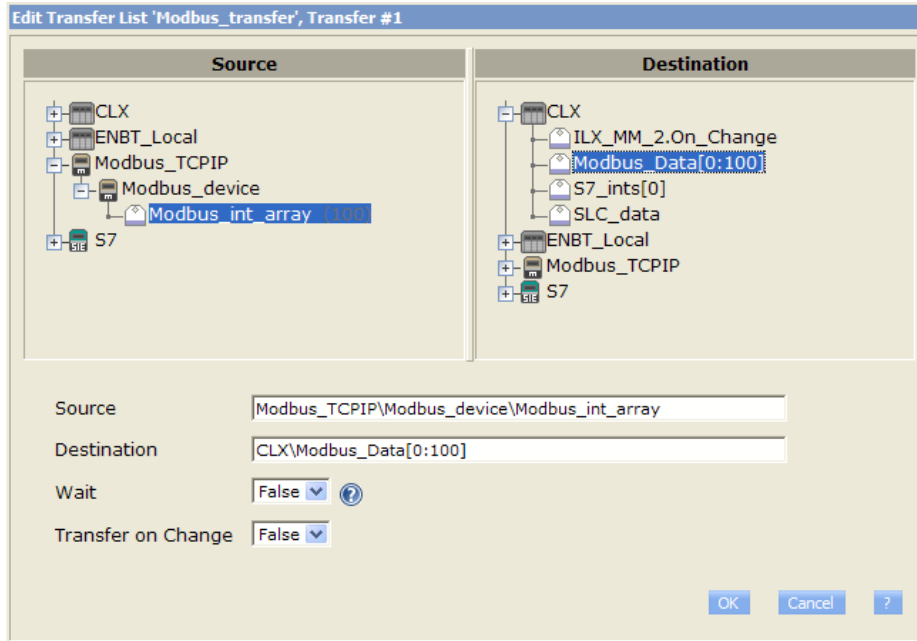 Edit Transfer List 'Modbus_transfer', Transfer #1
Source
CLX
ENBT_Local
Modbus_TCPIP
Modbus_device
Modbus_int_array (100)
S7
Destination
CLX
ILX_MM_2.On_Change
Modbus_Data[0:100]
S7_ints[0]
SLC_data
ENBT_Local
Modbus_TCPIP
S7
Source Modbus_TCPIP\Modbus_device\Modbus_int_array
Destination CLX\Modbus_Data[0:100]
Wait False ?
Transfer on Change False
OK Cancel ?